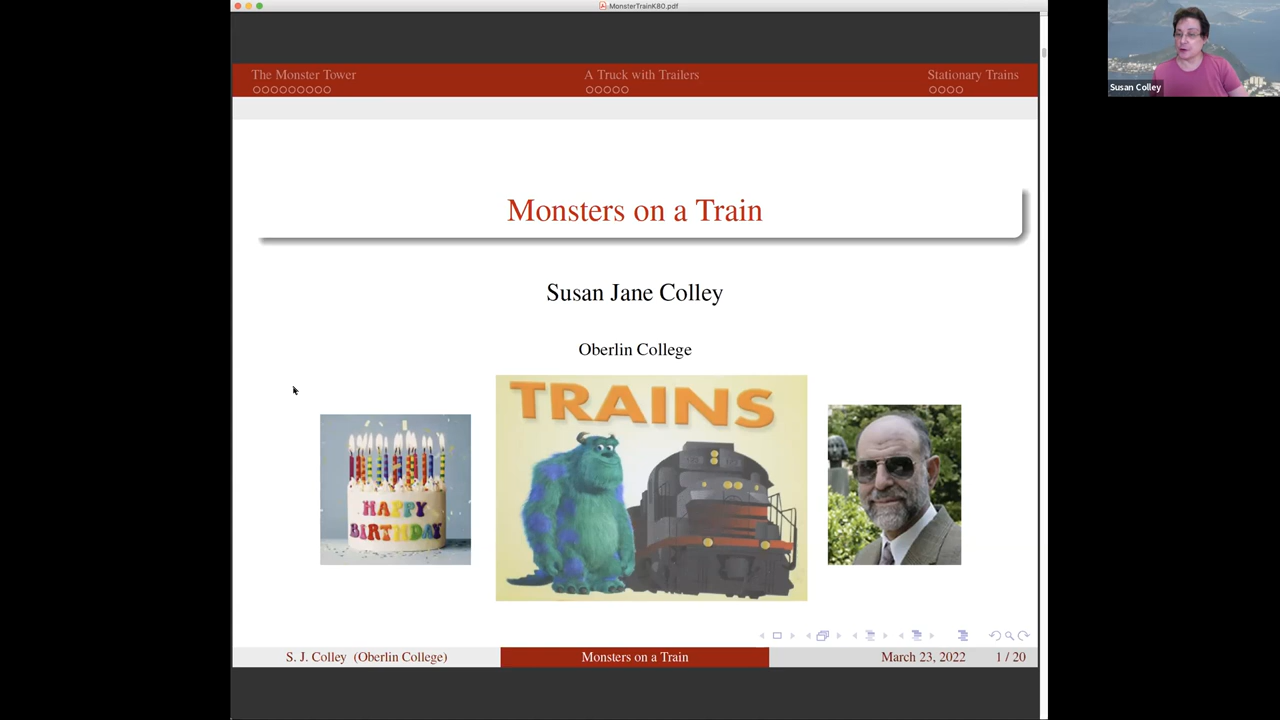 MonsterTrainK80.pdf
Susan Colley
The Monster Tower
A Truck with Trailers
Stationary Trains
Monsters on a Train
Susan Jane Colley
Oberlin College
TRAINS
HAPPY
BIRTHDAY
S. J. Colley (Oberlin College)
Monsters on a Train
March 23, 2022
1 / 20